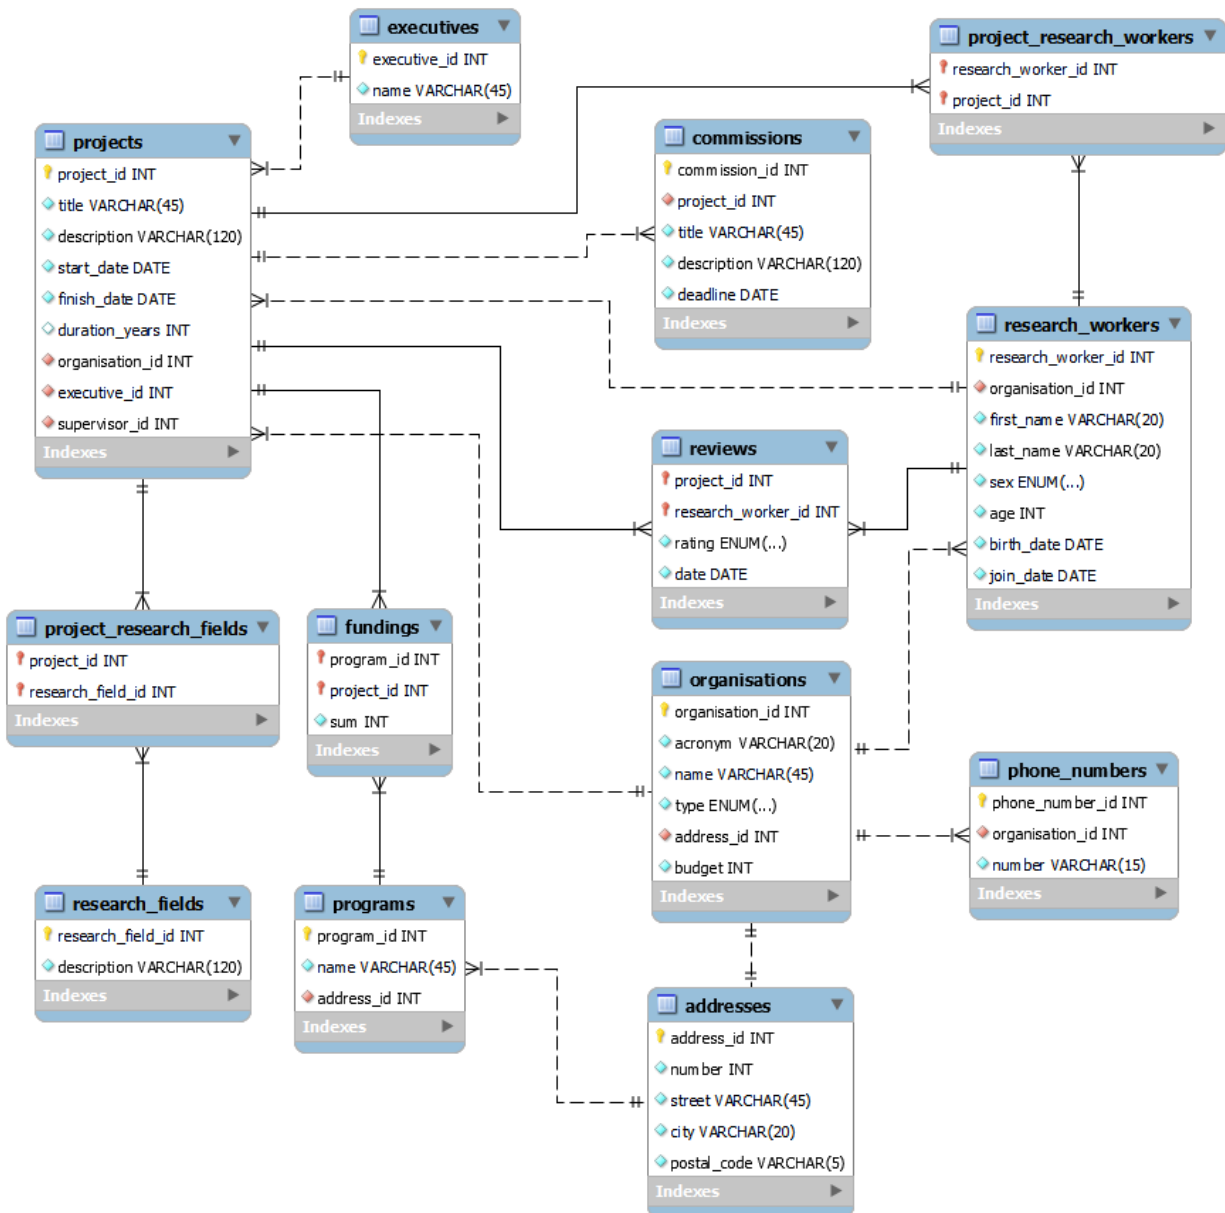 executives
executive_id INT
name VARCHAR(45)
Indexes
project_research_workers
research_worker_id INT
project_id INT
Indexes
projects
project_id INT
title VARCHAR(45)
description VARCHAR(120)
start_date DATE
finish_date DATE
duration_years INT
organisation_id INT
executive_id INT
supervisor_id INT
Indexes
commissions
commission_id INT
project_id INT
title VARCHAR(45)
description VARCHAR(120)
deadline DATE
Indexes
research_workers
research_worker_id INT
organisation_id INT
first_name VARCHAR(20)
last_name VARCHAR(20)
sex ENUM(...)
age INT
birth_date DATE
join_date DATE
Indexes
reviews
project_id INT
research_worker_id INT
rating ENUM(...)
date DATE
Indexes
project_research_fields
project_id INT
research_field_id INT
Indexes
fundings
program_id INT
project_id INT
sum INT
Indexes
organisations
organisation_id INT
acronym VARCHAR(20)
name VARCHAR(45)
type ENUM(...)
address_id INT
budget INT
Indexes
phone_numbers
phone_number_id INT
organisation_id INT
number VARCHAR(15)
Indexes
research_fields
research_field_id INT
description VARCHAR(120)
Indexes
programs
program_id INT
name VARCHAR(45)
address_id INT
Indexes
addresses
address_id INT
number INT
street VARCHAR(45)
city VARCHAR(20)
postal_code VARCHAR(5)
Indexes